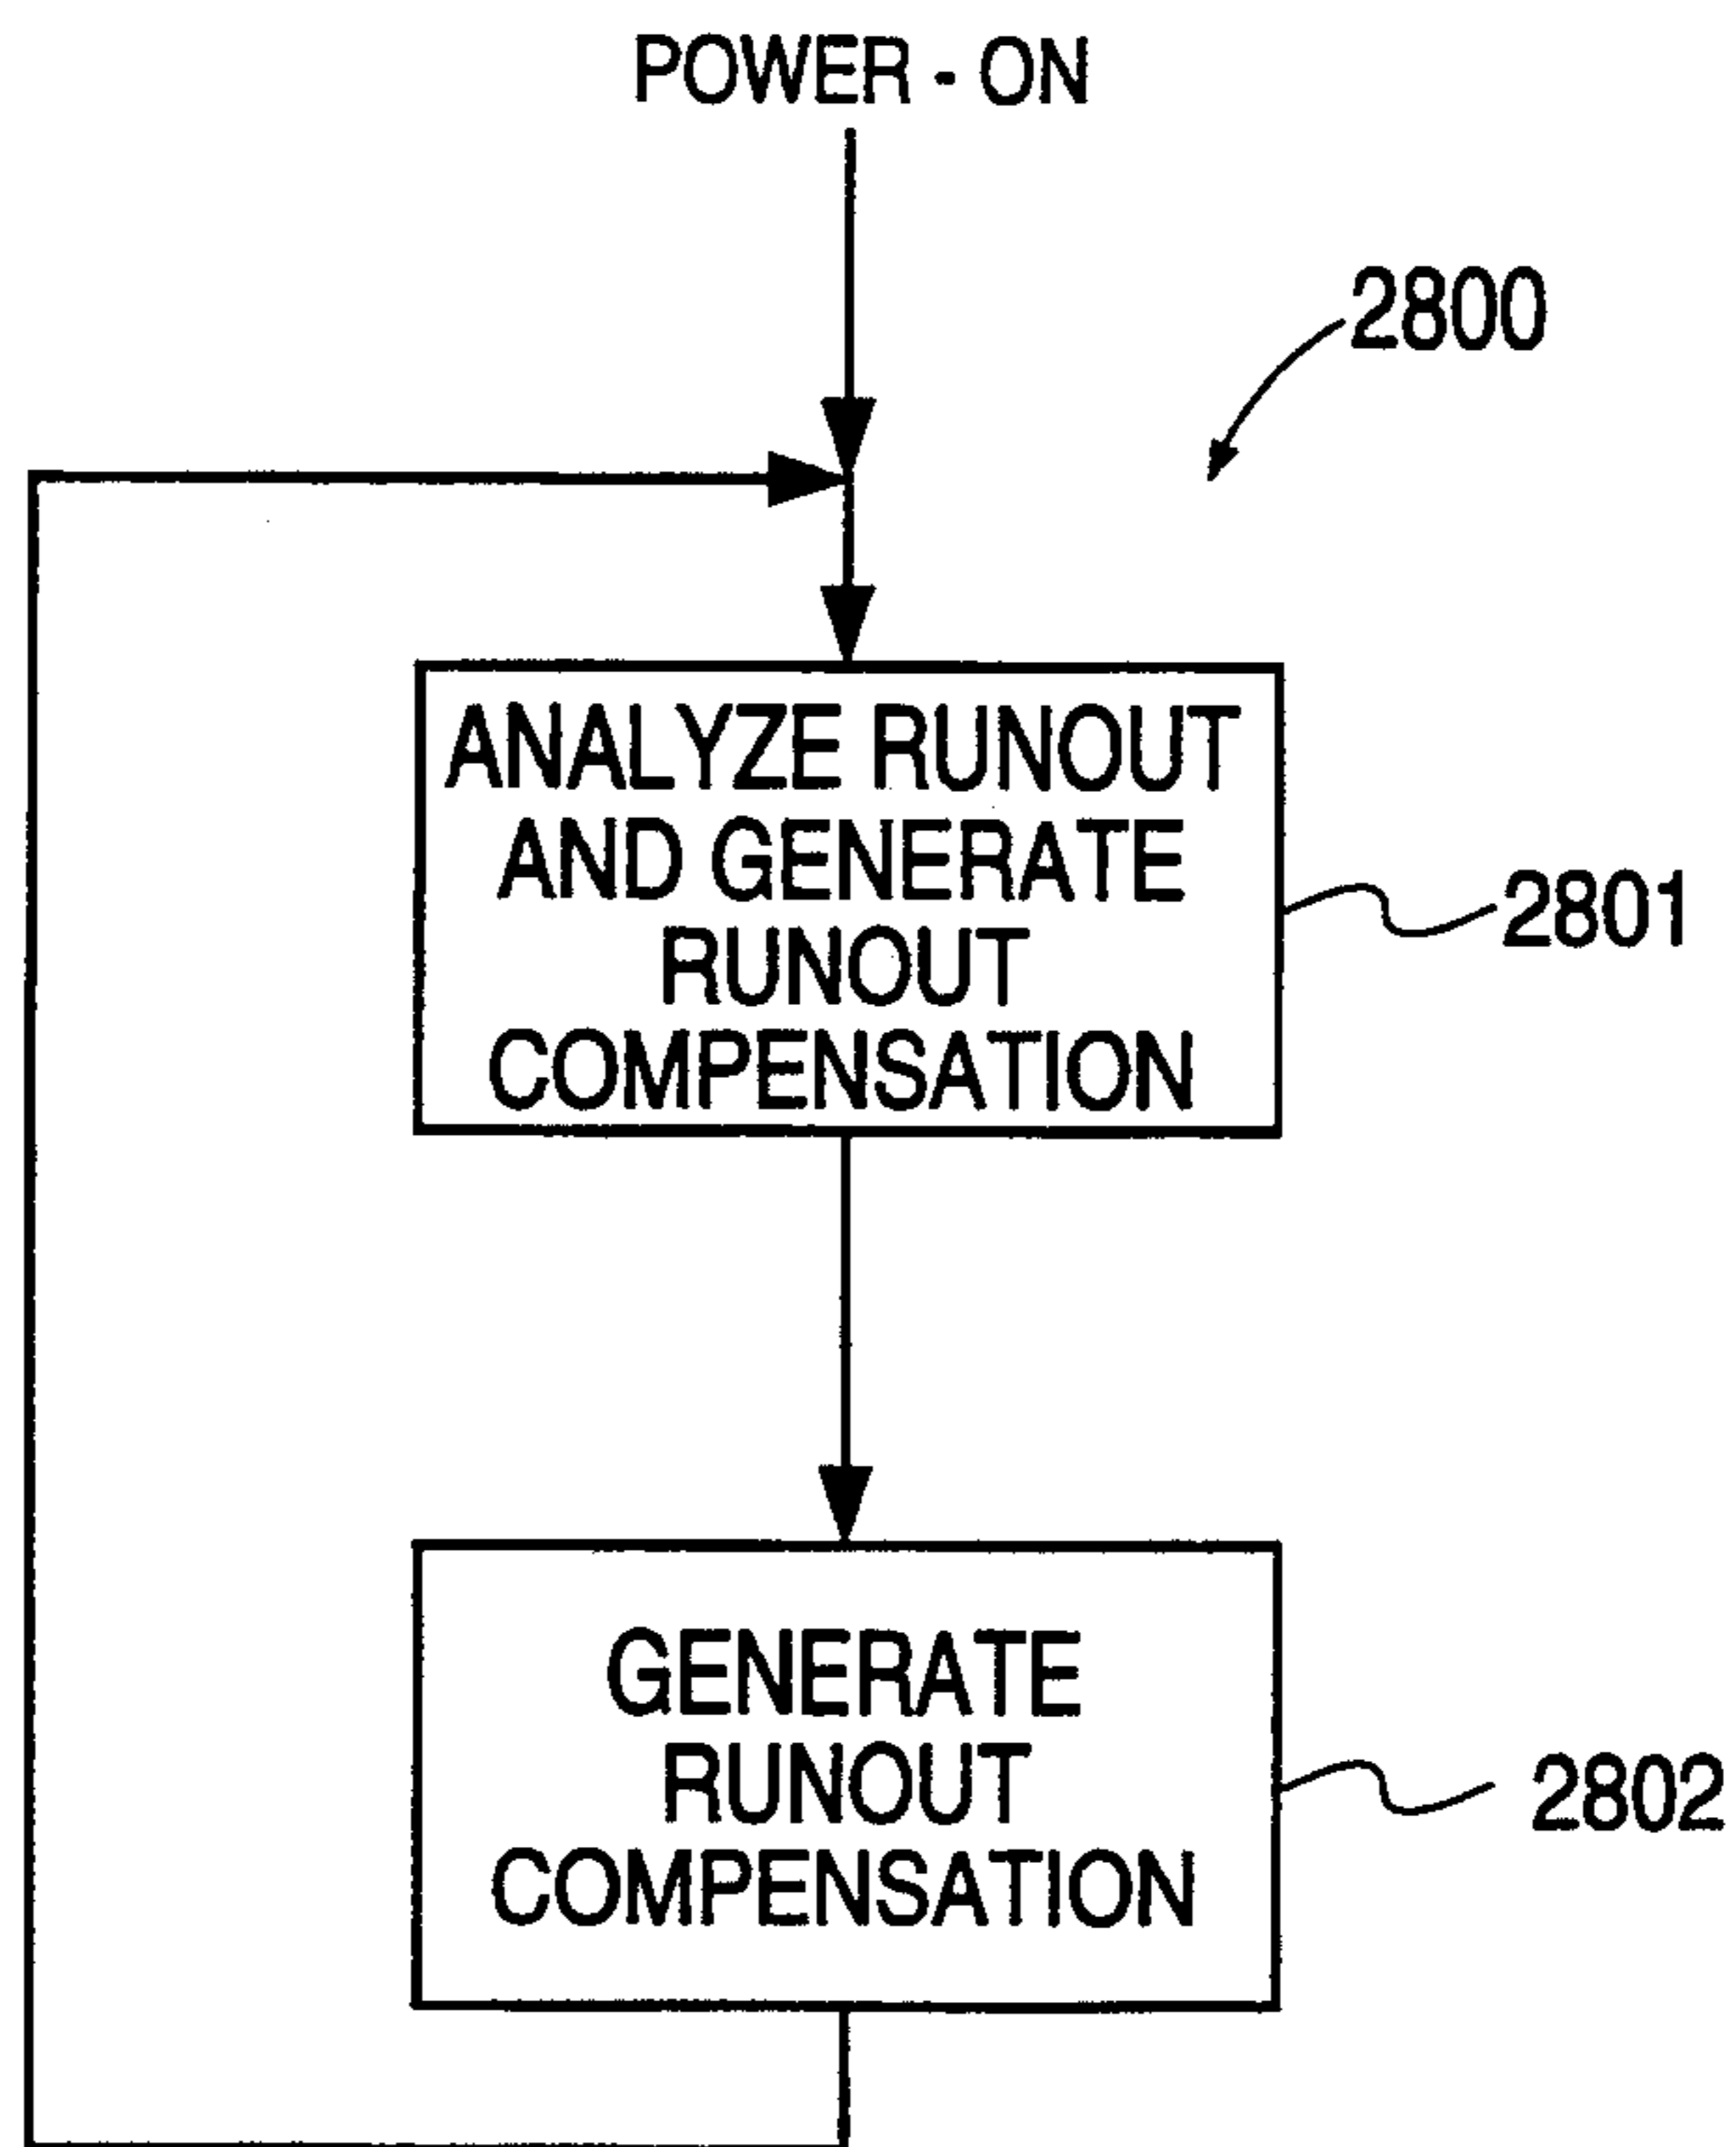 POWER - ON
2800
ANALYZE RUNOUT
AND GENERATE
RUNOUT
COMPENSATION
2801
GENERATE
RUNOUT
COMPENSATION
2802